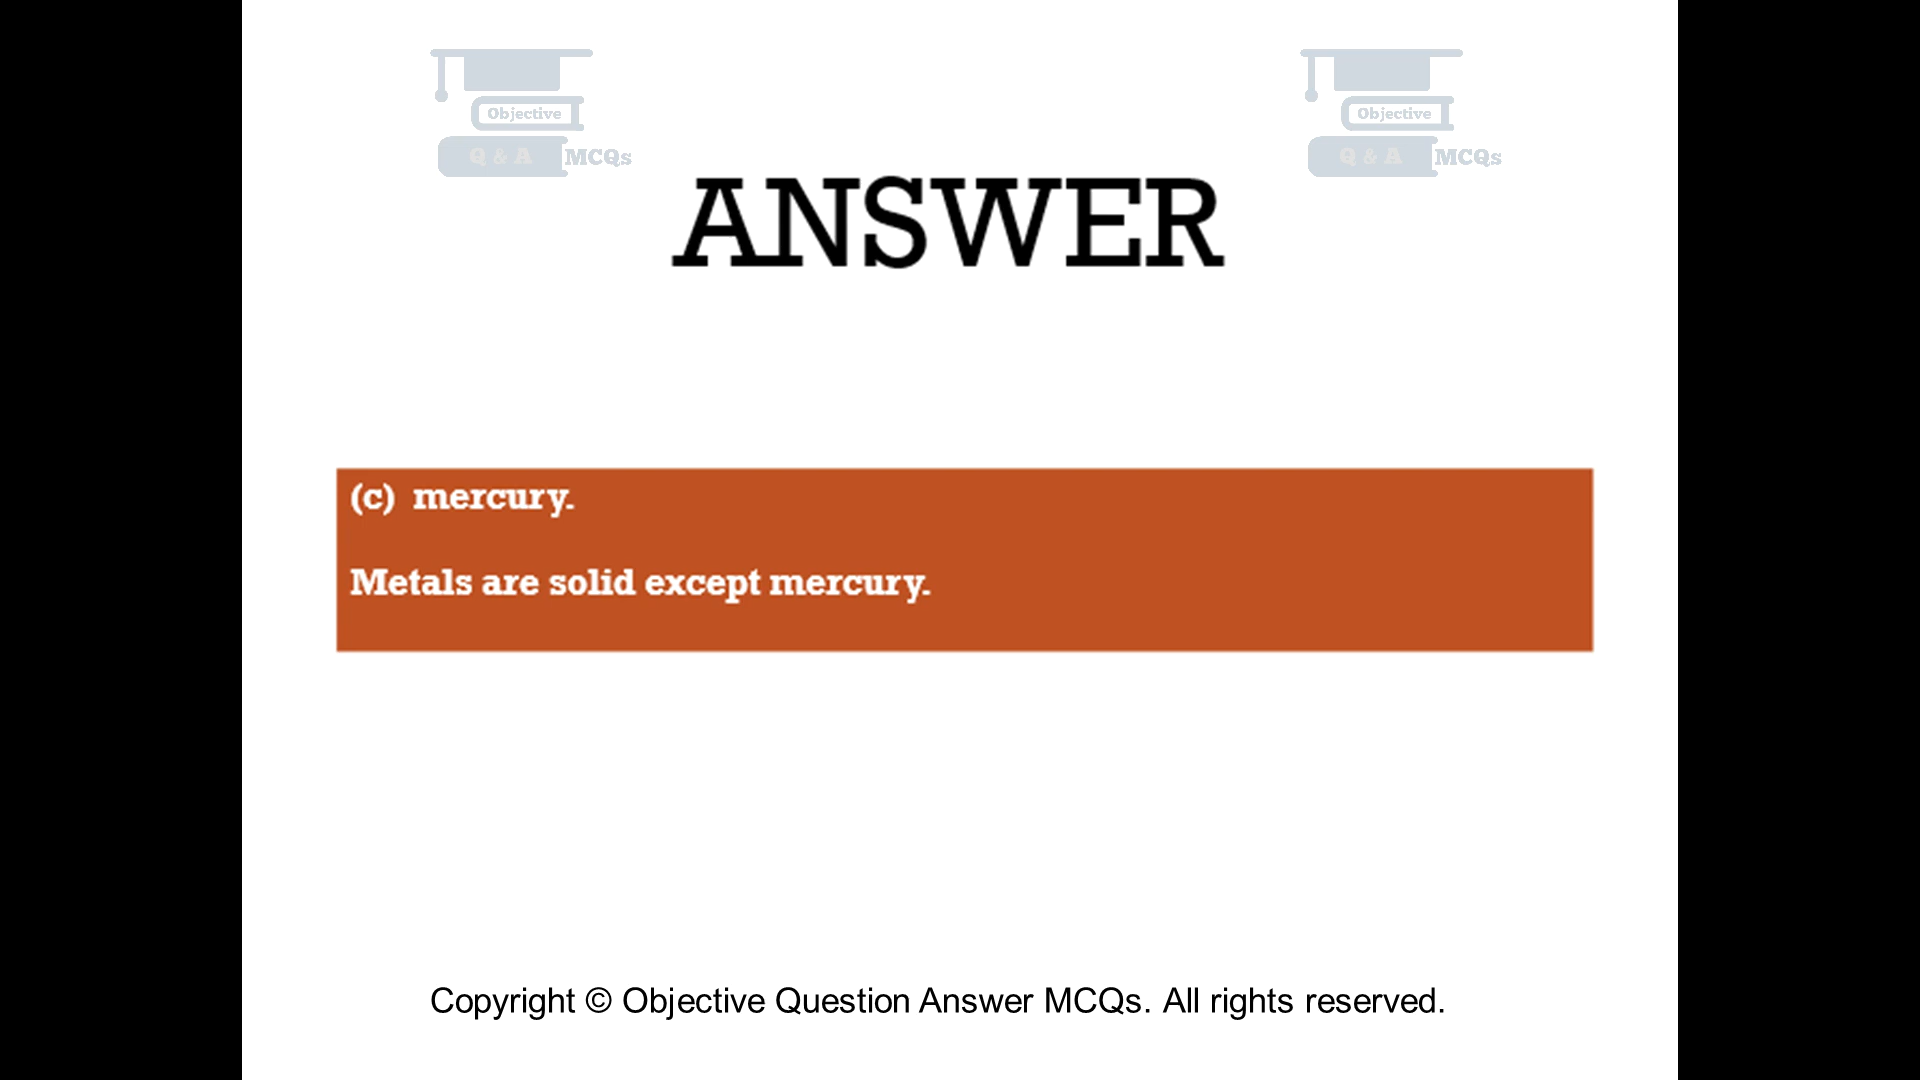 Objective
Q & A MCQs
Objective
Q & A MCQs
ANSWER
(c) mercury.
Metals are solid except mercury.
Copyright © Objective Question Answer MCQs. All rights reserved.